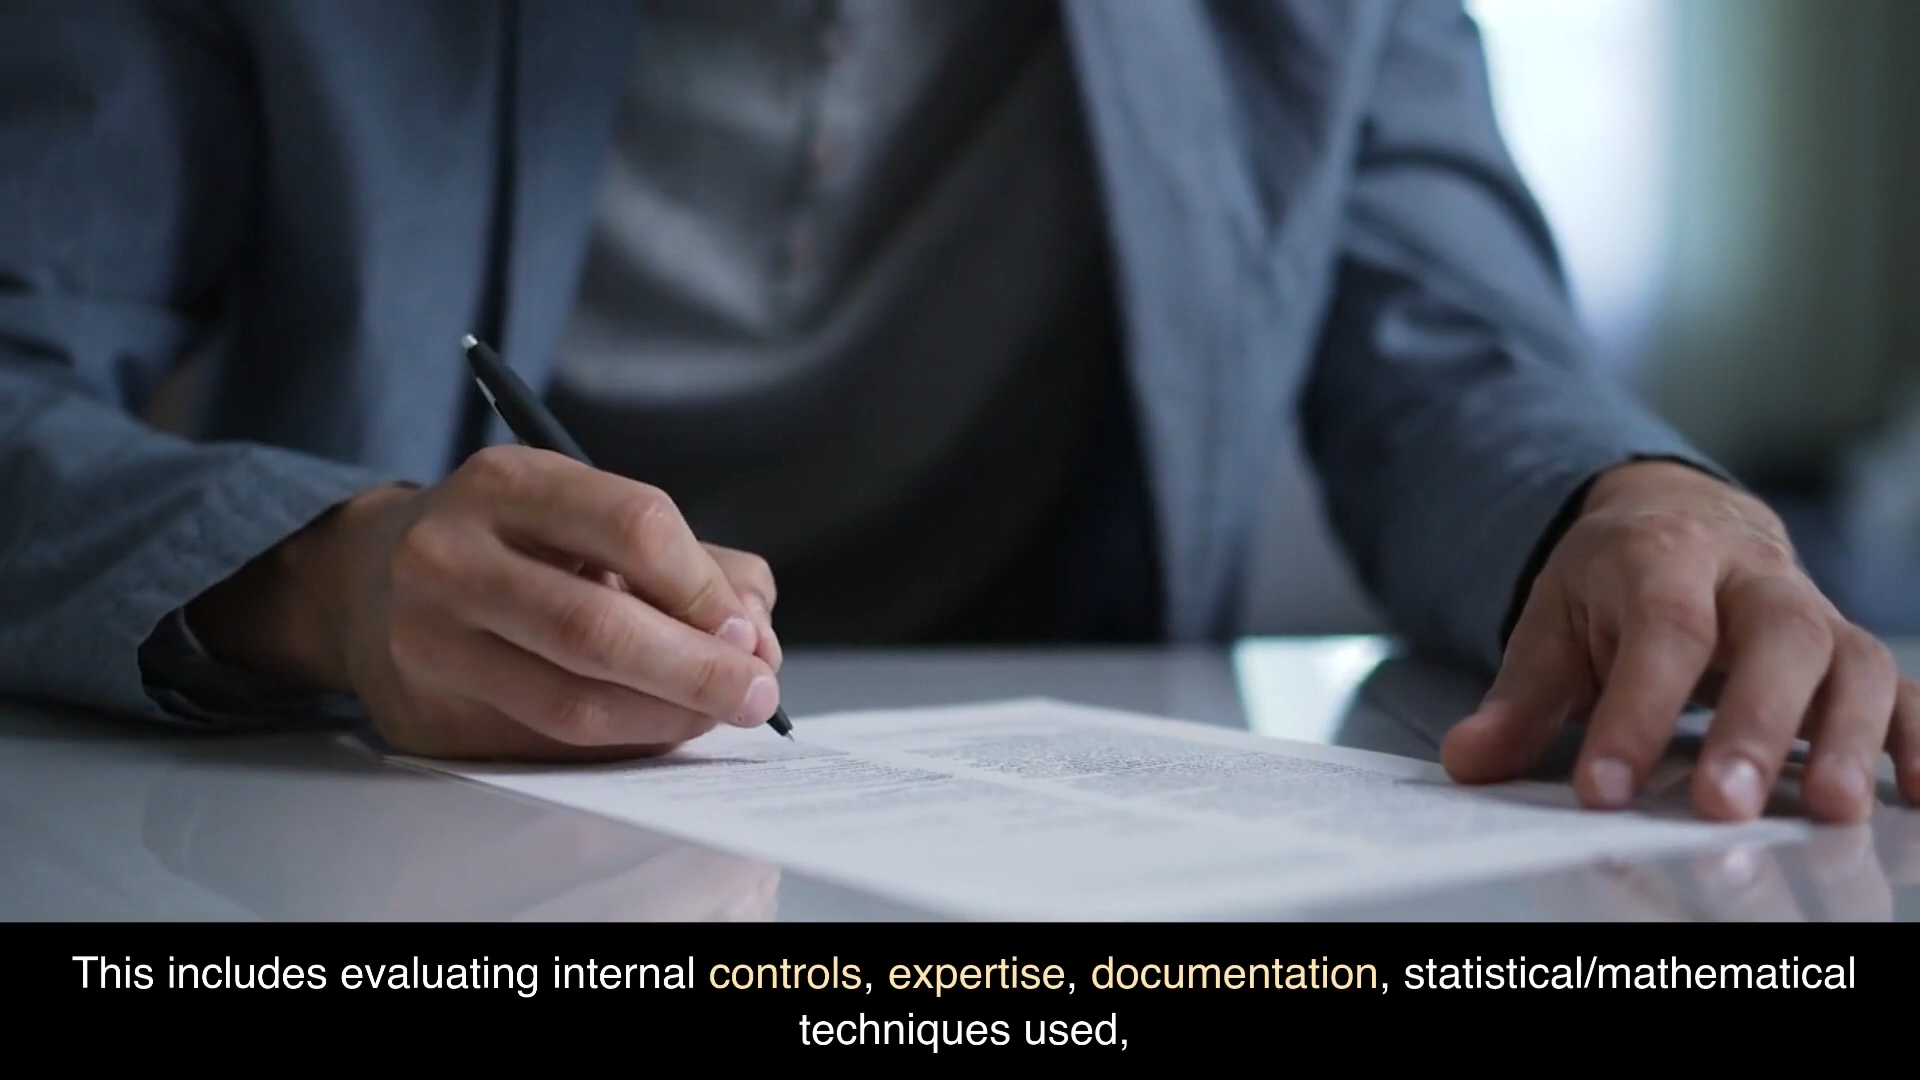 This includes evaluating internal controls, expertise, documentation, statistical/mathematical
techniques used,